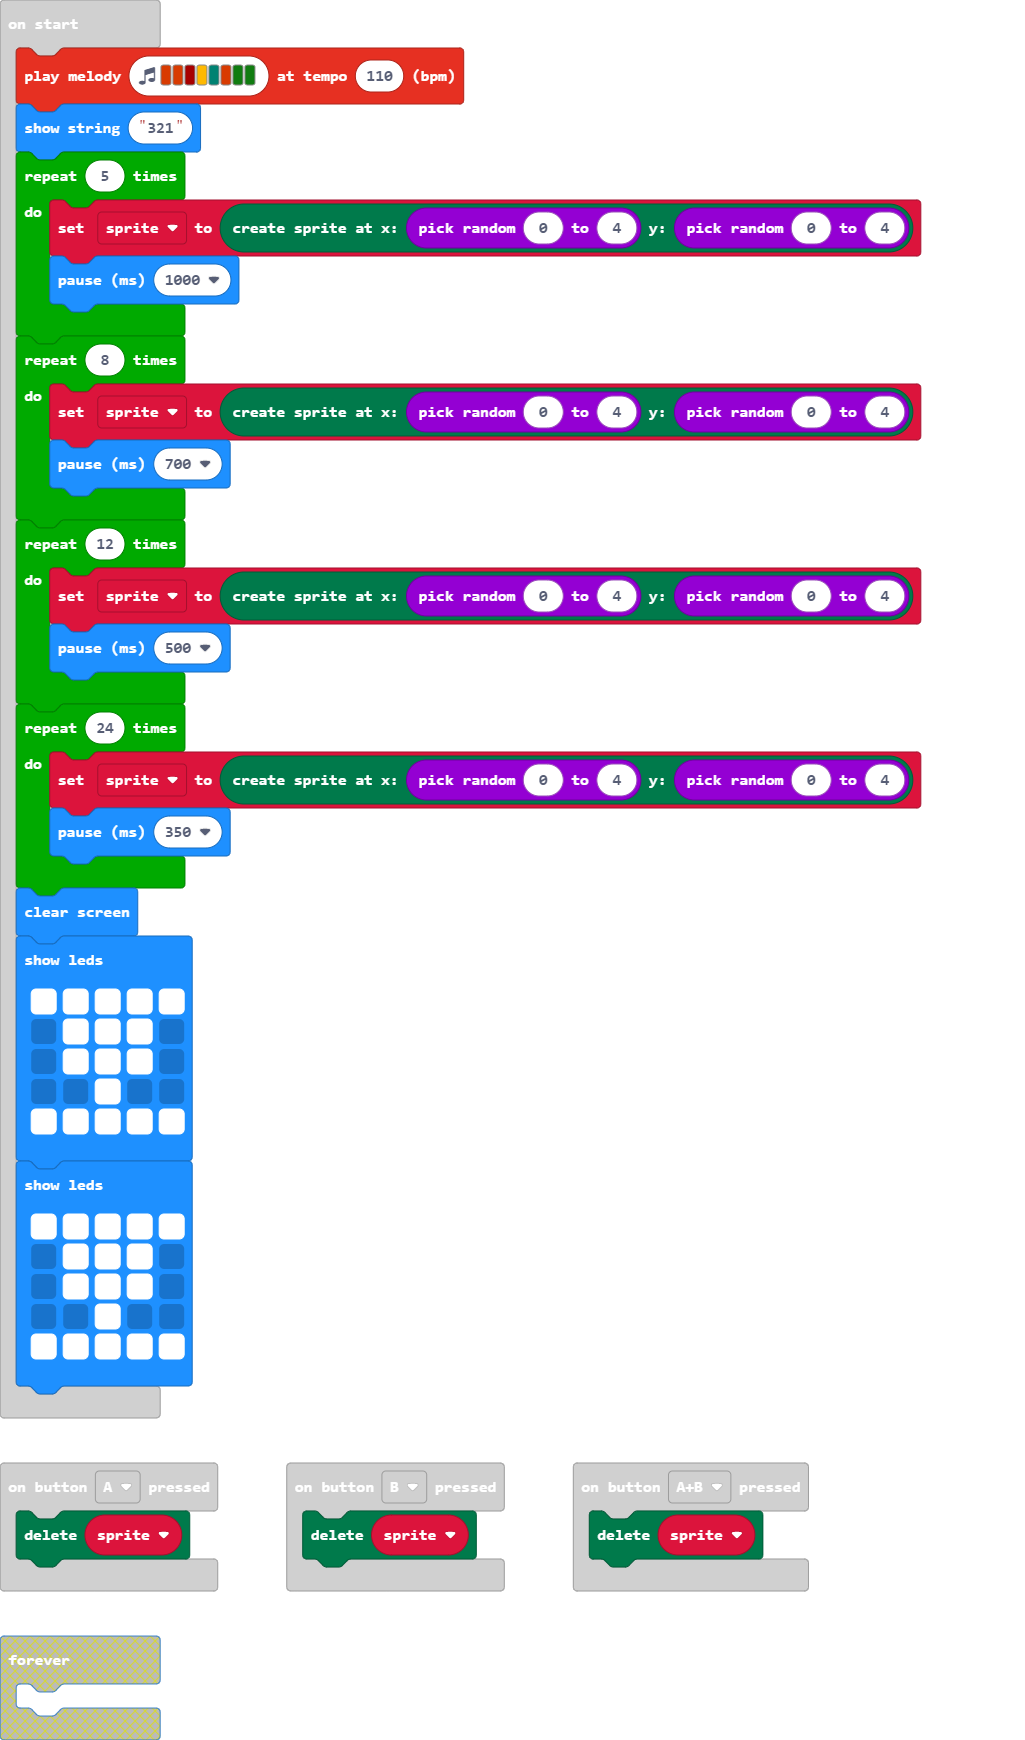 on start
play melody at tempo 110 (bpm)
show string "321"
repeat 5 times
do
set sprite to create sprite at x: pick random 0 to 4 y: pick random 0 to 4
pause (ms) 1000
repeat 8 times
do
set sprite to create sprite at x: pick random 0 to 4 y: pick random 0 to 4
pause (ms) 700
repeat 12 times
do
set sprite to create sprite at x: pick random 0 to 4 y: pick random 0 to 4
pause (ms) 500
repeat 24 times
do
set sprite to create sprite at x: pick random 0 to 4 y: pick random 0 to 4
pause (ms) 350
clear screen
show leds
show leds
on button A pressed
delete sprite
on button B pressed
delete sprite
on button A+B pressed
delete sprite
forever